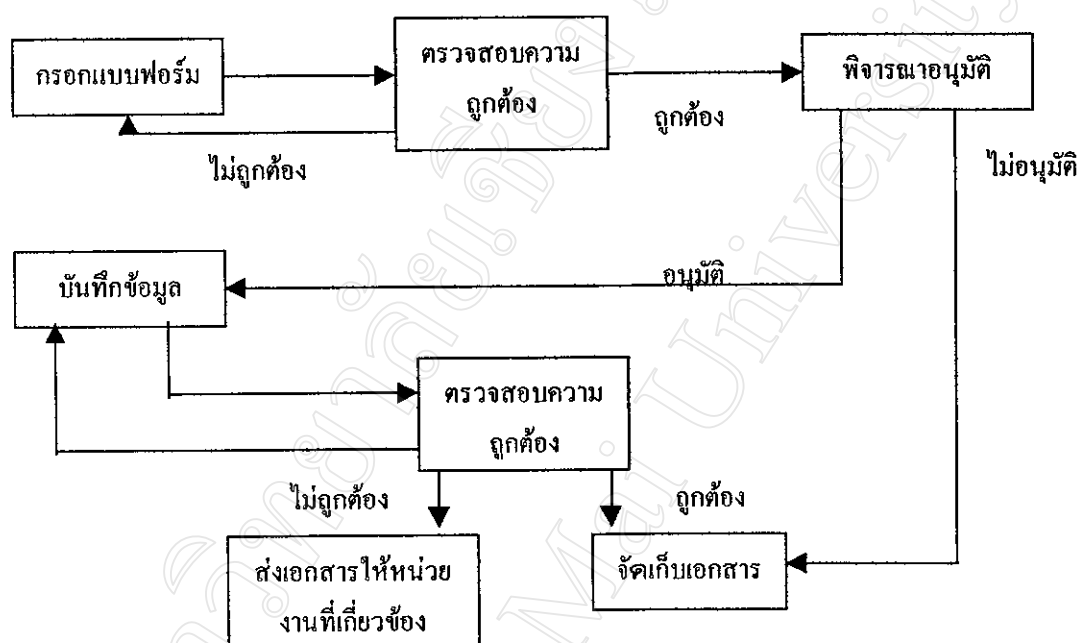 กรอกแบบฟอร์ม
ตรวจสอบความ
ถูกต้อง
พิจารณาอนุมัติ
ถูกต้อง
ไม่ถูกต้อง
ไม่อนุมัติ
บันทึกข้อมูล
อนุมัติ
ตรวจสอบความ
ถูกต้อง
ไม่ถูกต้อง
ถูกต้อง
ส่งเอกสารให้หน่วย
งานที่เกี่ยวข้อง
จัดเก็บเอกสาร
Mai University